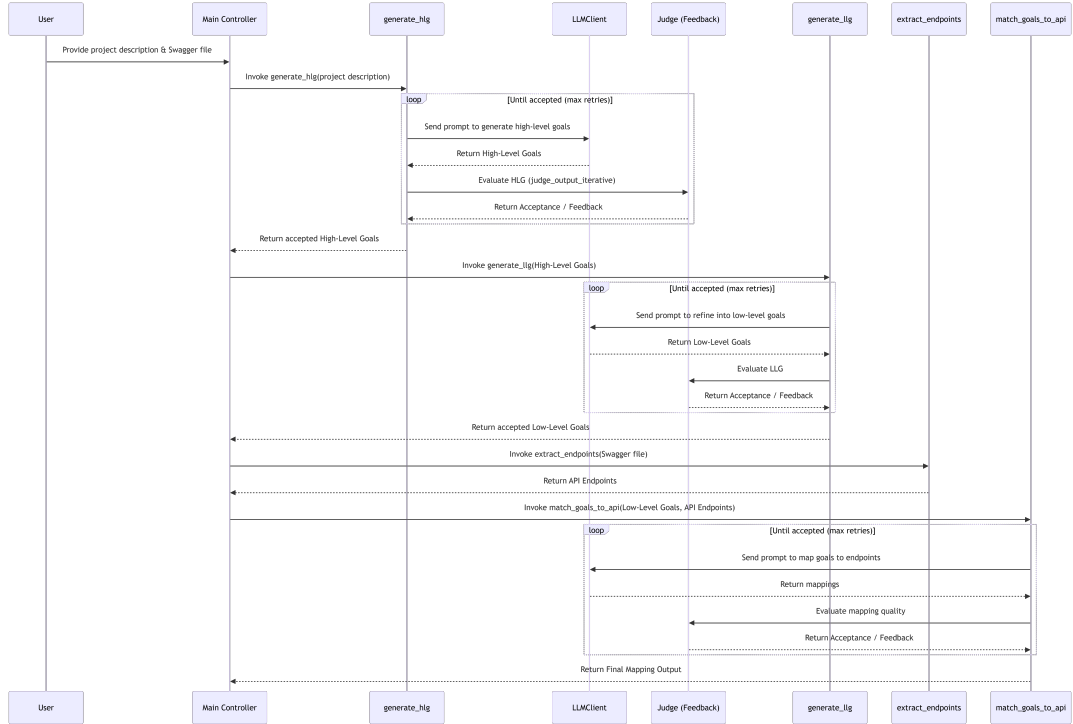 User Main Controller generate_hlg LLMClient Judge (Feedback) generate_llg extract_endpoints match_goals_to_api
Provide project description & Swagger file
Invoke generate_hlg(project description)
loop [Until accepted (max retries)]
Send prompt to generate high-level goals
Return High-Level Goals
Evaluate HLG (judge_output_iterative)
Return Acceptance / Feedback
Return accepted High-Level Goals
Invoke generate_llg(High-Level Goals)
loop [Until accepted (max retries)]
Send prompt to refine into low-level goals
Return Low-Level Goals
Evaluate LLG
Return Acceptance / Feedback
Return accepted Low-Level Goals
Invoke extract_endpoints(Swagger file)
Return API Endpoints
Invoke match_goals_to_api(Low-Level Goals, API Endpoints)
loop [Until accepted (max retries)]
Send prompt to map goals to endpoints
Return mappings
Evaluate mapping quality
Return Acceptance / Feedback
Return Final Mapping Output
User Main Controller generate_hlg LLMClient Judge (Feedback) generate_llg extract_endpoints match_goals_to_api